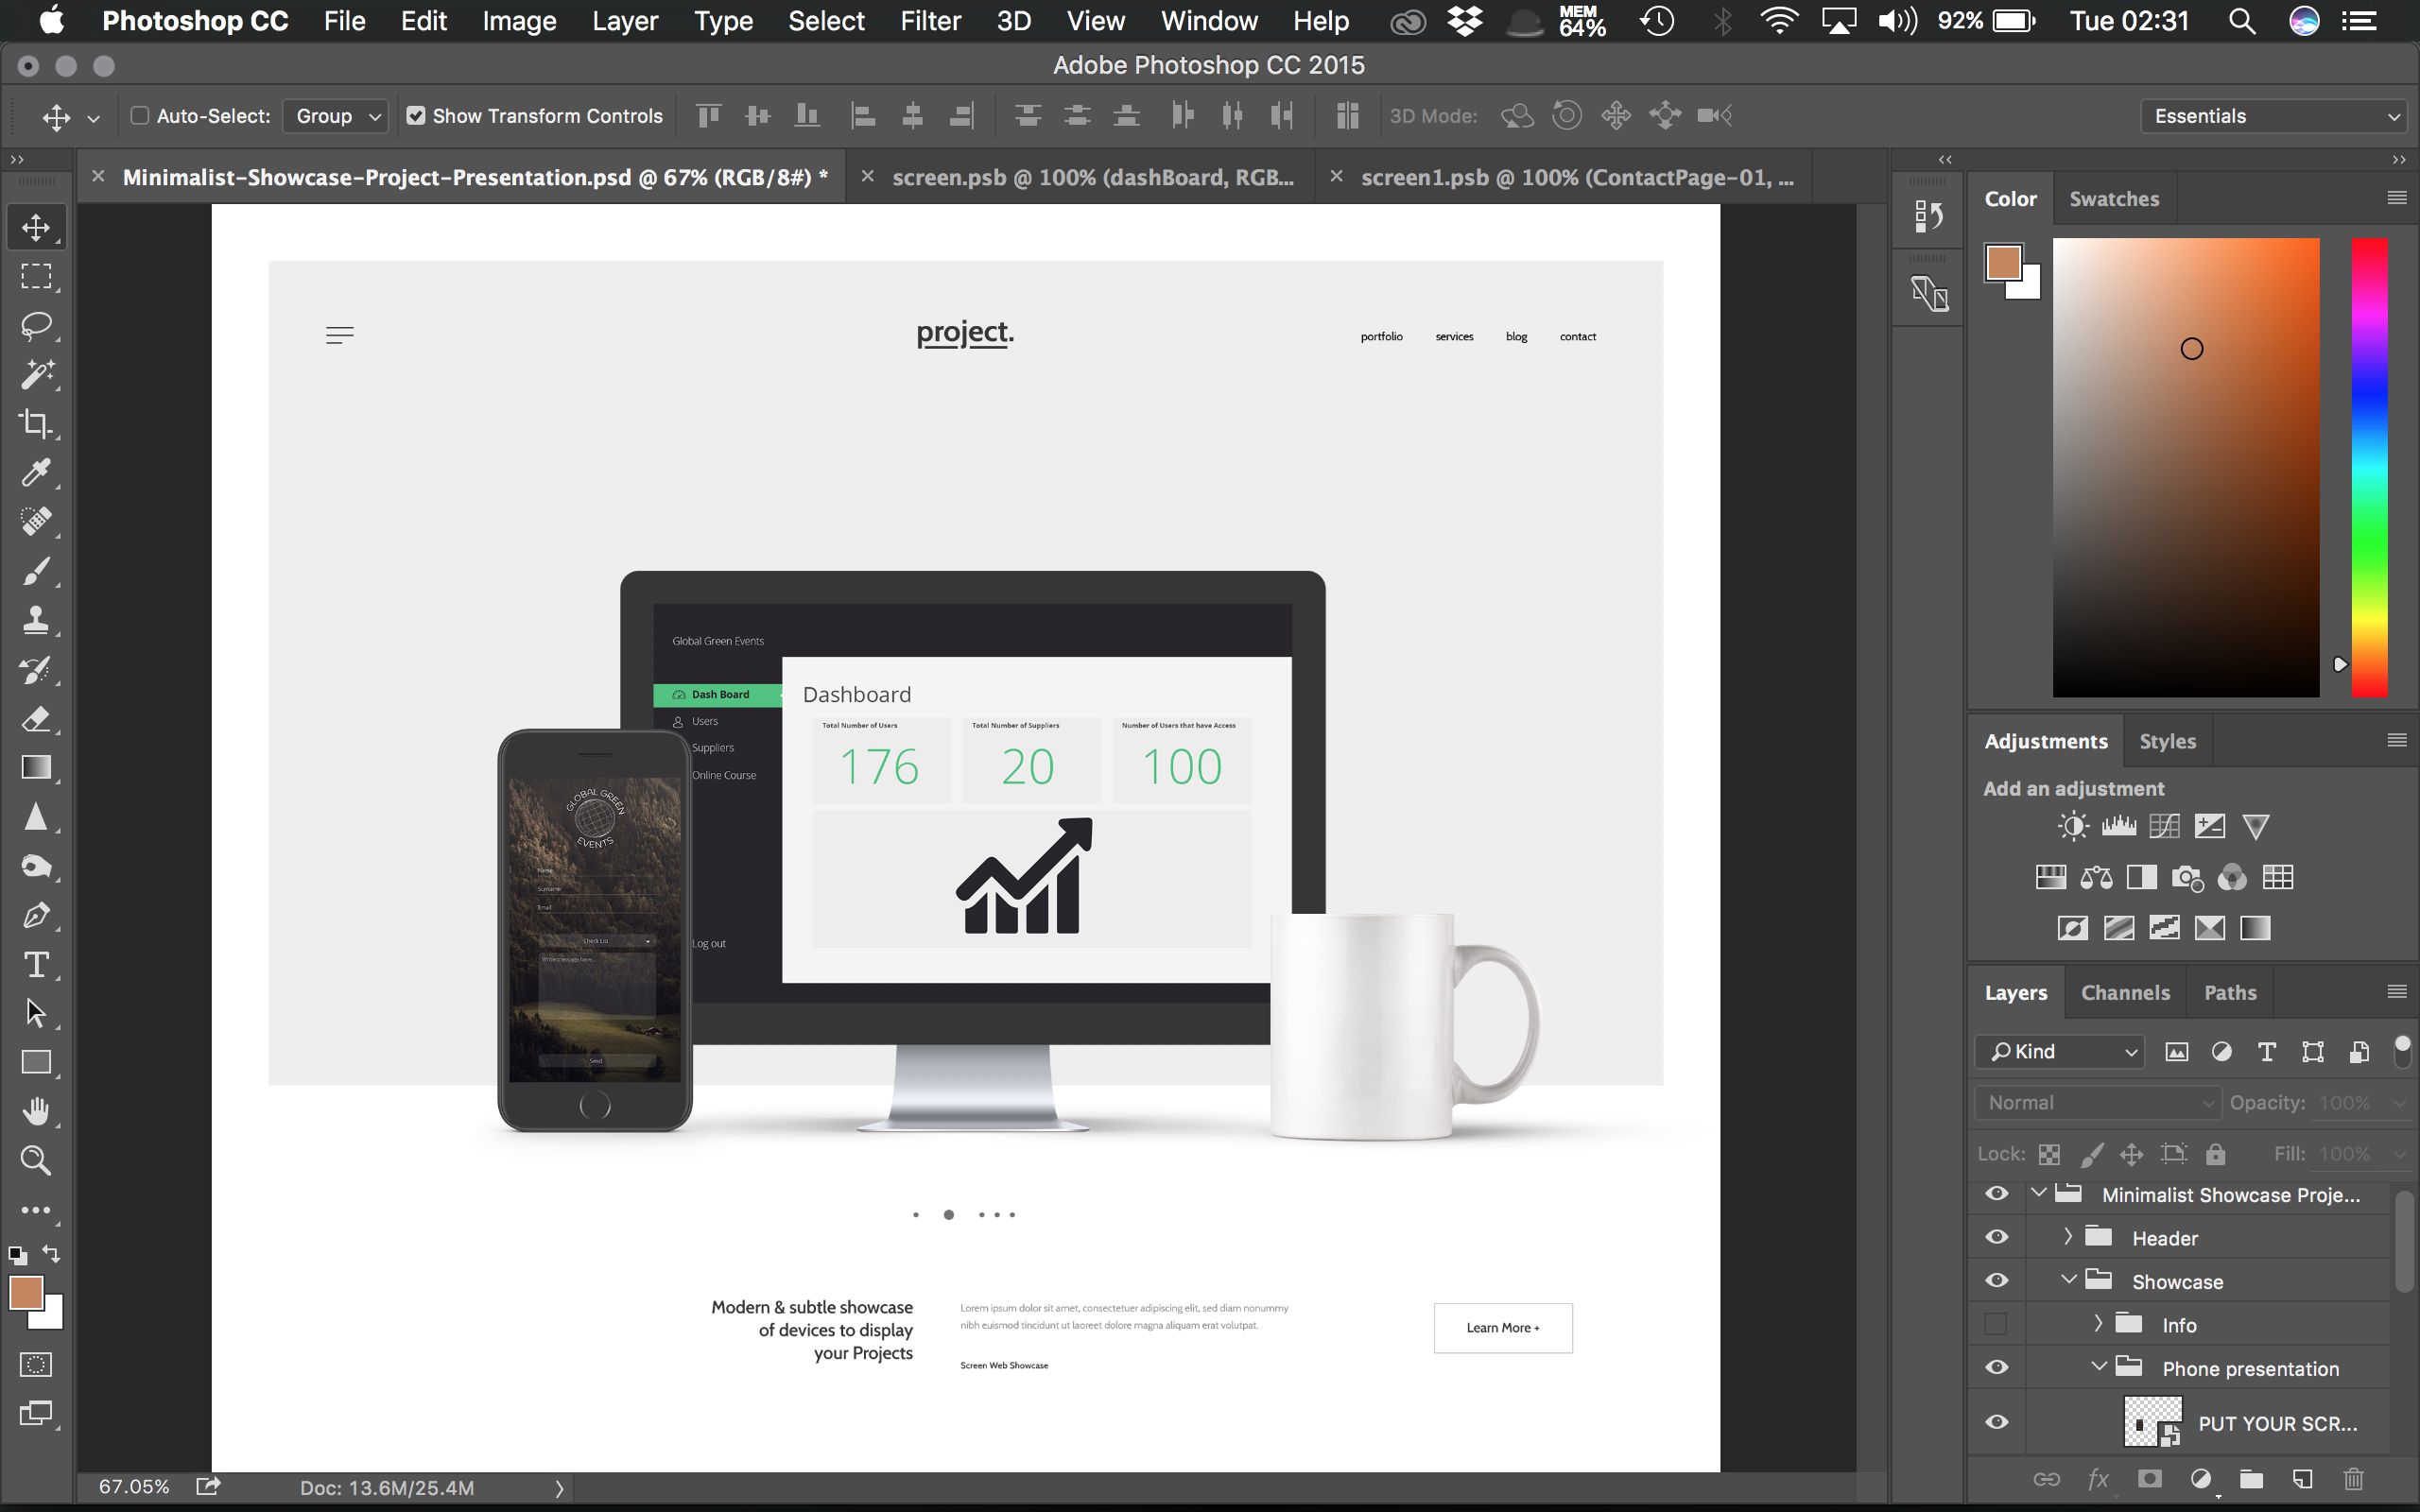 Photoshop CC File Edit Image Layer Type Select Filter 3D View Window Help MEM 64% 92% Tue 02:31
Adobe Photoshop CC 2015
Auto-Select: Group Show Transform Controls 3D Mode: Essentials
Minimalist-Showcase-Project-Presentation.psd @ 67% (RGB/8#) * screen.psb @ 100% (dashBoard, RGB... screen1.psb @ 100% (ContactPage-01, ...
Color Swatches
project.
portfolio services blog contact
Global Green Events
Dash Board
Users
Suppliers
Online Course
Log out
Dashboard
Total Number of Users Total Number of Suppliers Number of Users that have Access
176 20 100
GLOBAL GREEN
EVENTS
Name
Surname
Email
Check List
Write message here..
Send
Modern & subtle showcase
of devices to display
your Projects
Lorem ipsum dolor sit amet, consectetuer adipiscing elit, sed diam nonummy
nibh euismod tincidunt ut laoreet dolore magna aliquam erat volutpat.
Screen Web Showcase
Learn More +
Adjustments Styles
Add an adjustment
Layers Channels Paths
Kind
Normal Opacity: 100%
Lock: Fill: 100%
Minimalist Showcase Proje...
Header
Showcase
Info
Phone presentation
PUT YOUR SCR...
fx
67.05% Doc: 13.6M/25.4M